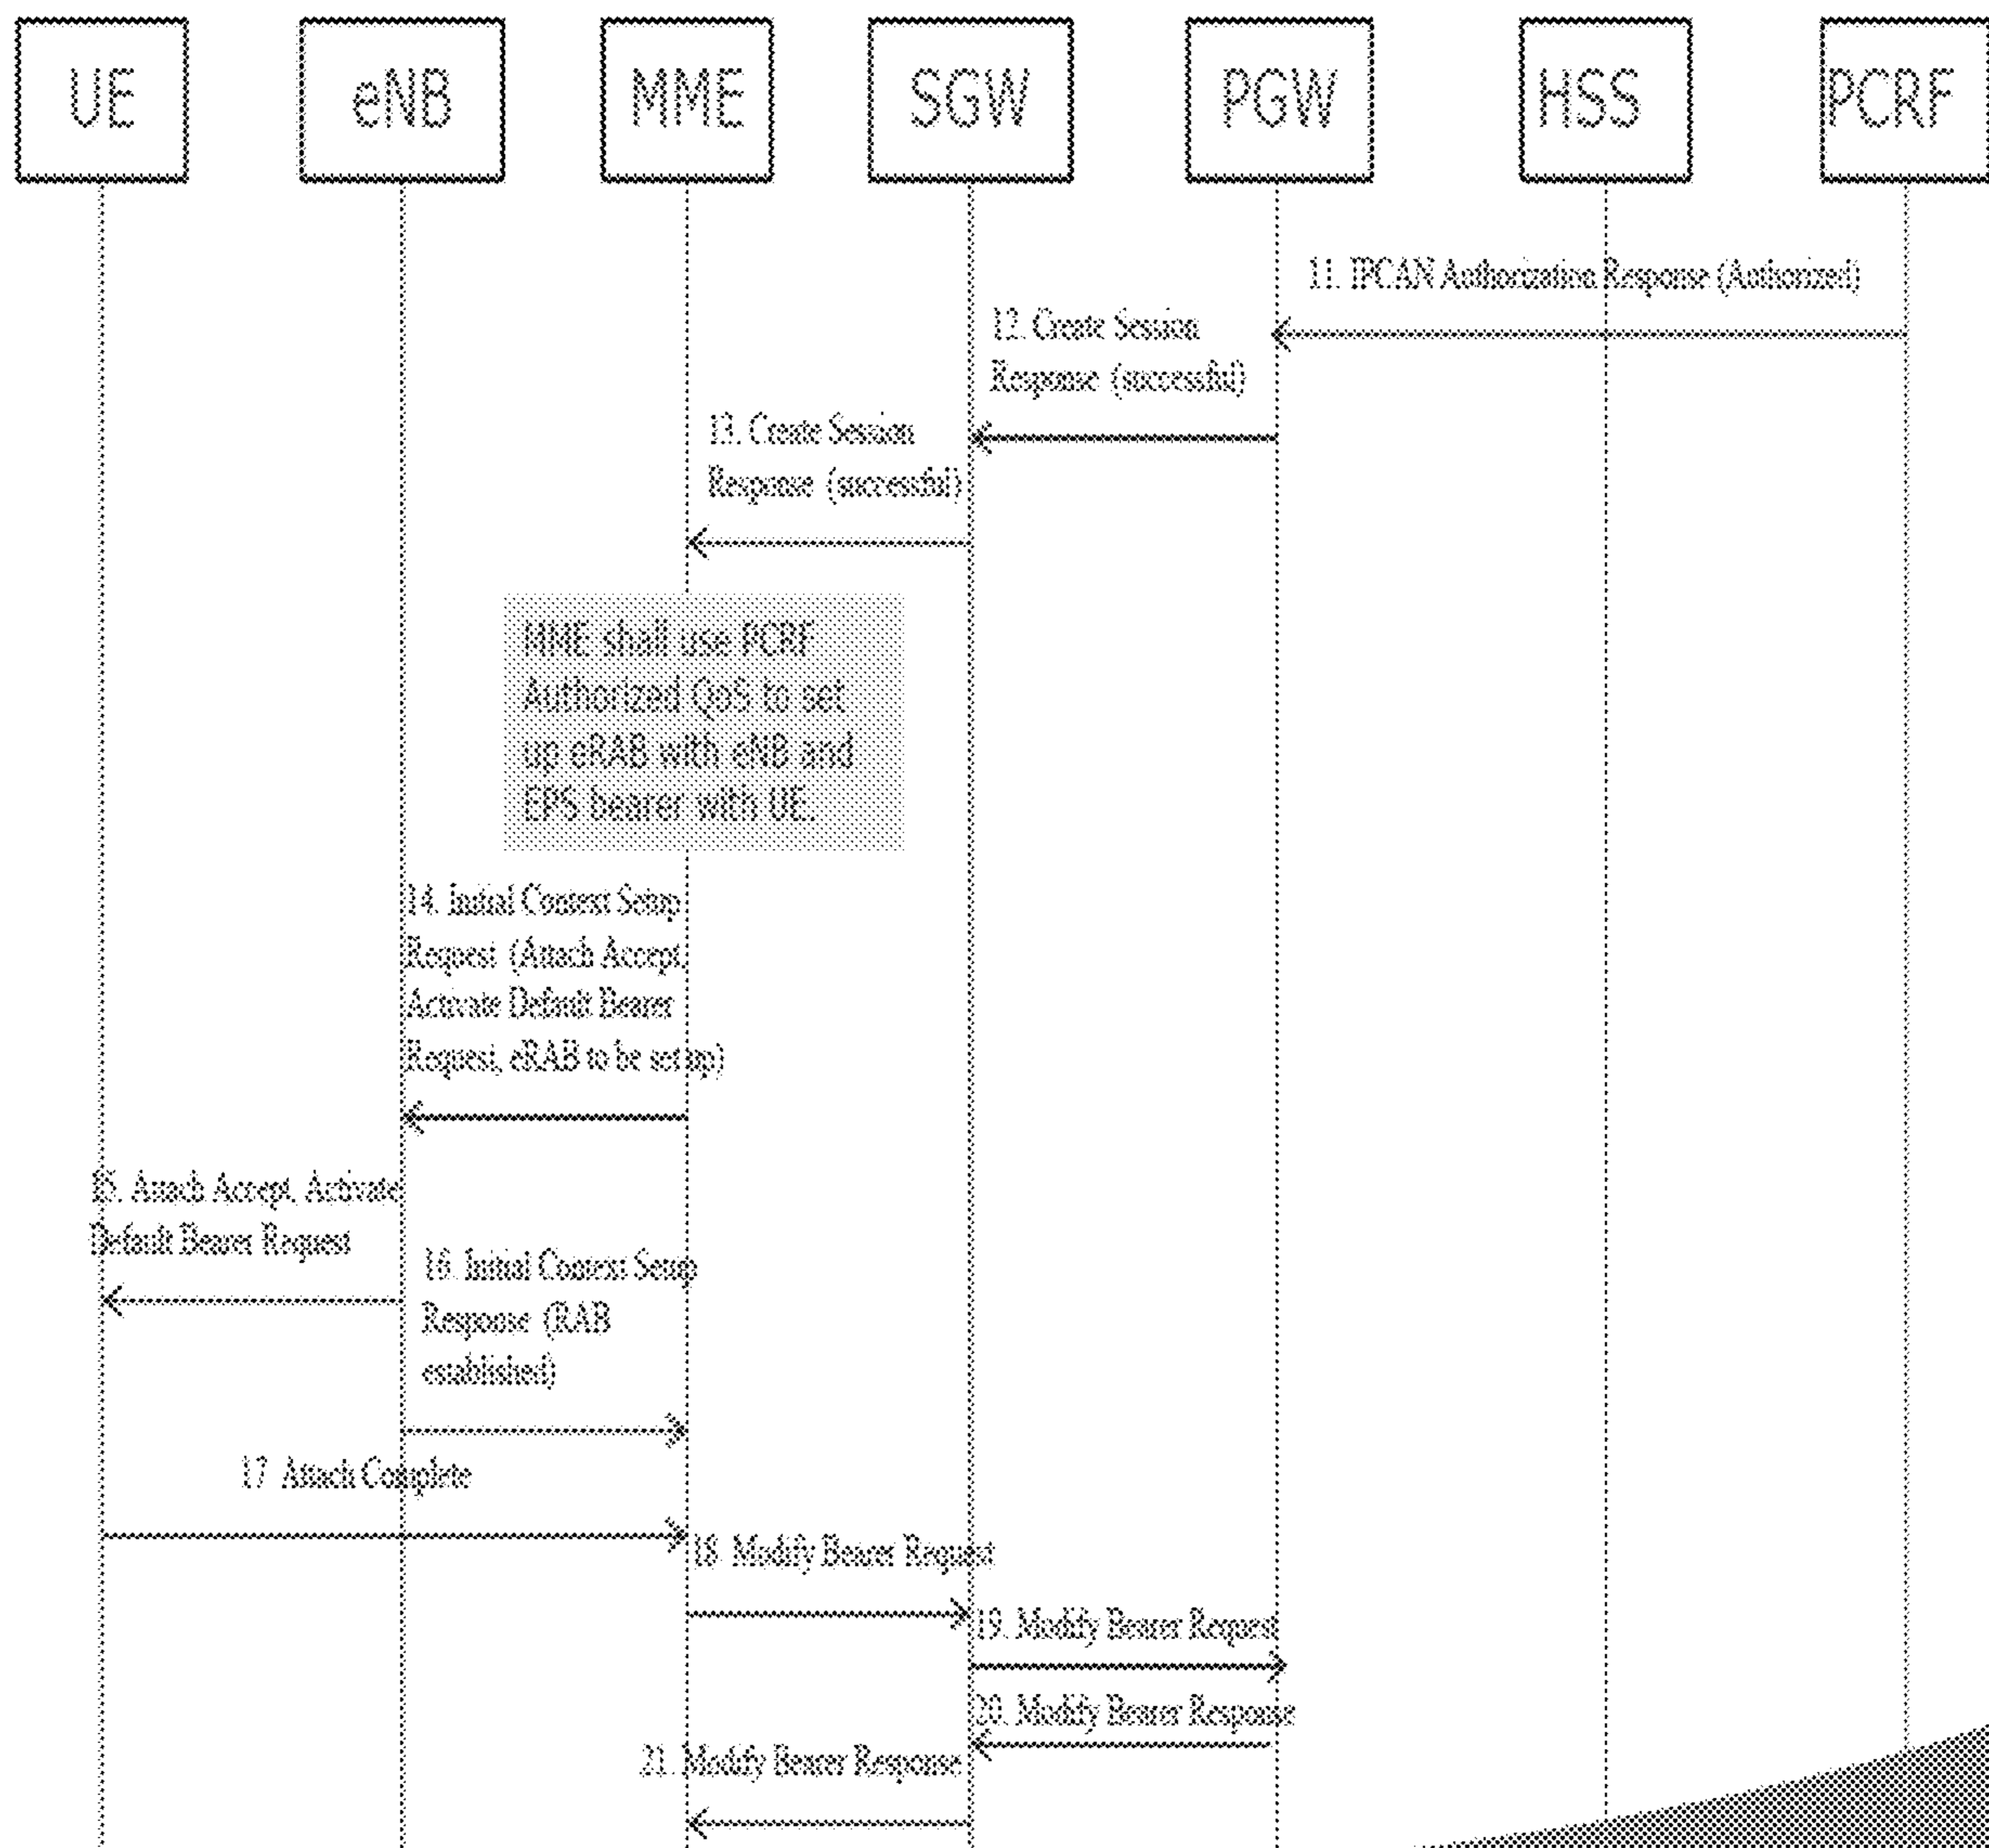 UE
eNB
MME
SGW
PGW
HSS
PCRF
11. IPCAN Authorization Response (Authorized)
12. Create Session
Response (successful)
13. Create Session
Response (successful)
MME shall use PCRF
Authorized QoS to set
up eRAB with eNB and
EPS bearer with UE
14. Initial Context Setup
Request (Attach Accept
Activate Default Bearer
Request, eRAB to be setup)
15. Attach Accept, Activate
Default Bearer Request
16. Initial Context Setup
Response (RAB
established)
17 Attach Complete
18. Modify Bearer Request
19. Modify Bearer Request
20. Modify Bearer Response
21. Modify Bearer Response